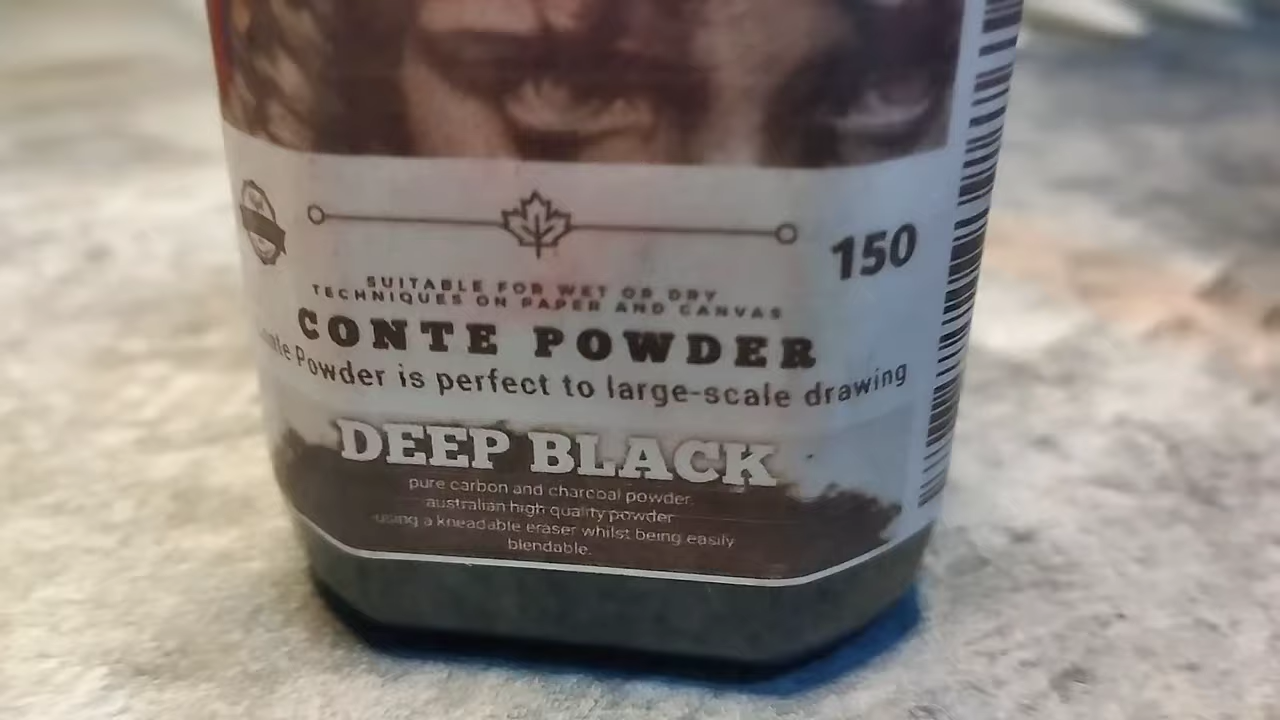 150
SUITABLE FOR WET OR DRY
TECHNIQUES ON PAPER AND CANVAS
CONTE POWDER
Powder is perfect to large-scale drawing
DEEP BLACK
pure carbon and charcoal powder
australian high quality powder
using a kneadable eraser whilst being easily
blendable.